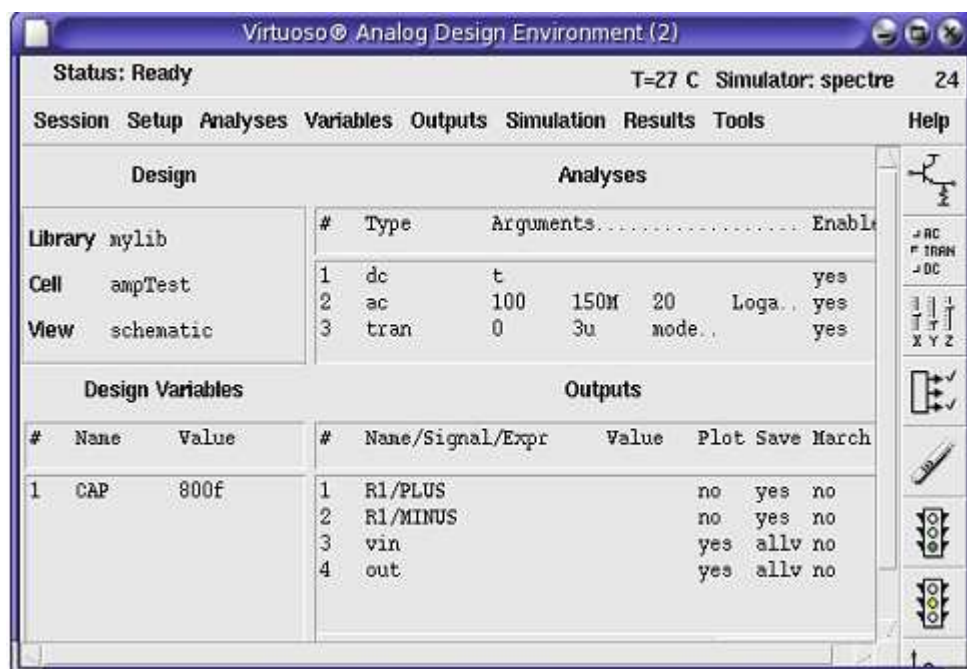 Virtuoso® Analog Design Environment (2)
Status: Ready T=27 C Simulator: spectre 24
Session Setup Analyses Variables Outputs Simulation Results Tools Help
Design
Library mylib
Cell ampTest
View schematic
Analyses
# Type Arguments................... Enable
1 dc t yes
2 ac 100 150M 20 Loga.. yes
3 tran 0 3u mode.. yes
Design Variables
# Name Value
1 CAP 800f
Outputs
# Name/Signal/Expr Value Plot Save March
1 R1/PLUS no yes no
2 R1/MINUS no yes no
3 vin yes allv no
4 out yes allv no
AC
TRAN
DC
X Y Z